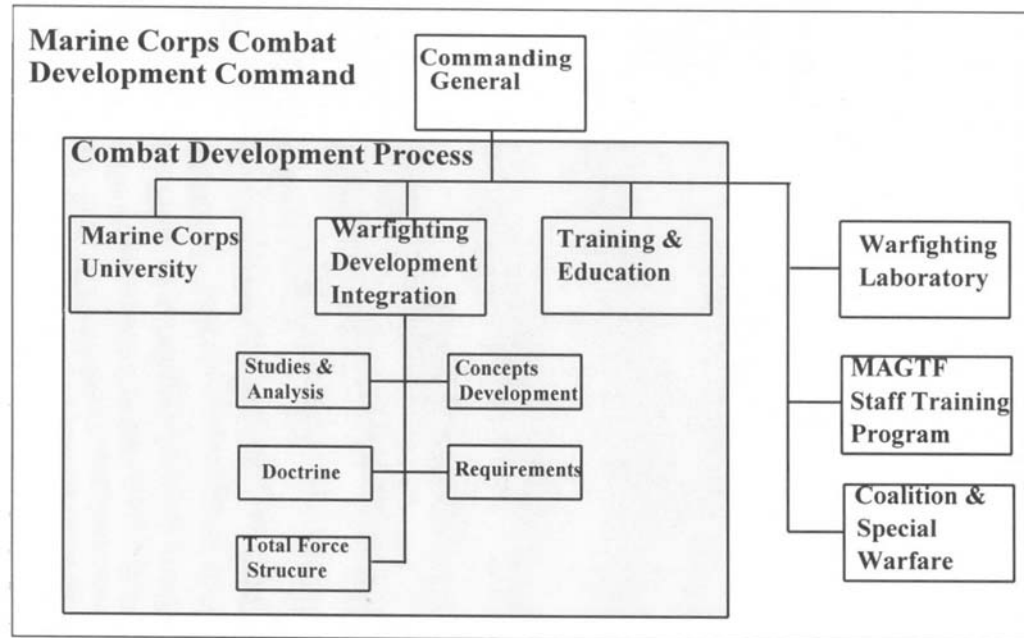 Marine Corps Combat
Development Command
Commanding
General
Combat Development Process
Marine Corps
University
Warfighting
Development
Integration
Training &
Education
Warfighting
Laboratory
Studies &
Analysis
Concepts
Development
MAGTF
Staff Training
Program
Doctrine
Requirements
Coalition &
Special
Warfare
Total Force
Strucure